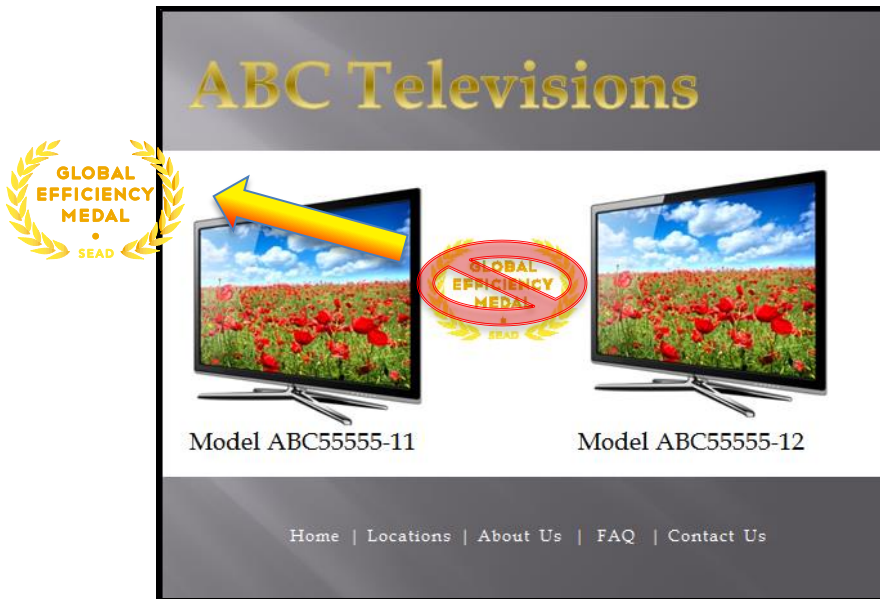 ABC Televisions
GLOBAL
EFFICIENCY
MEDAL
SEAD
GLOBAL
EFFICIENCY
MEDAL
SEAD
Model ABC55555-11
Model ABC55555-12
Home | Locations | About Us | FAQ | Contact Us